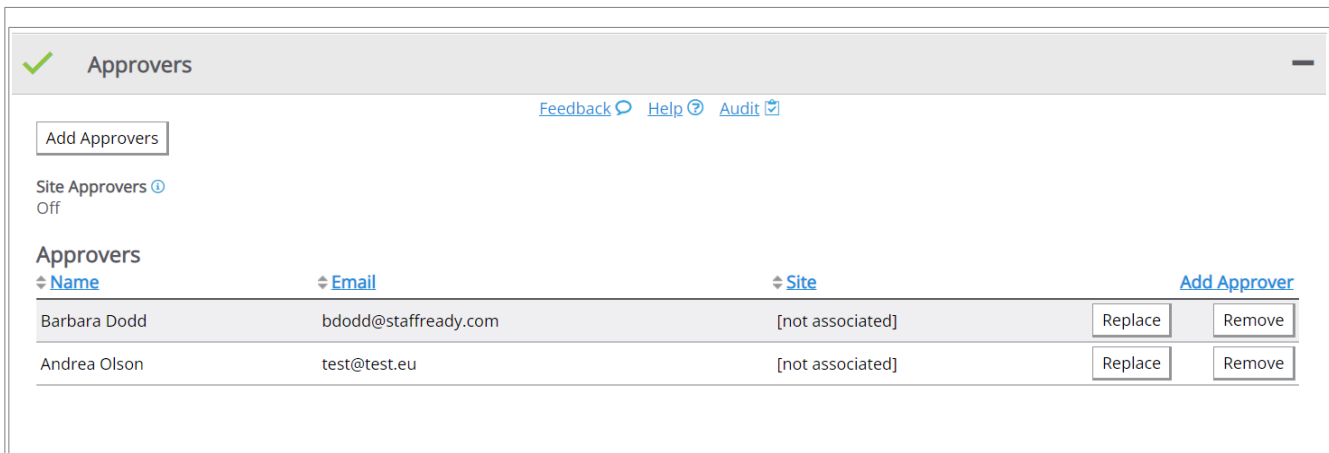 Approvers
Feedback Help Audit
Add Approvers
Site Approvers
Off
Approvers
Name Email Site Add Approver
Barbara Dodd bdodd@staffready.com [not associated] Replace Remove
Andrea Olson test@test.eu [not associated] Replace Remove